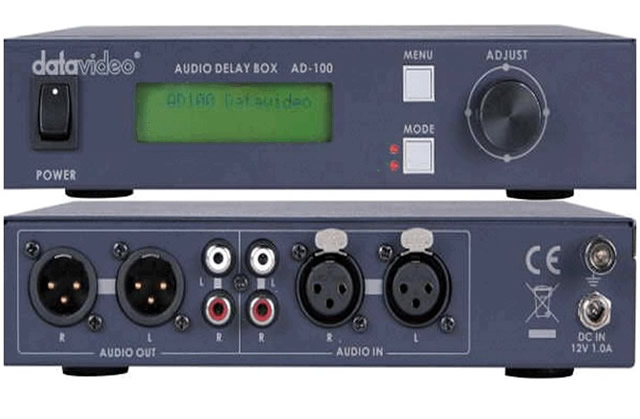 datavideo®
AUDIO DELAY BOX AD-100
MENU
ADJUST
AD100 Datavideo
MODE
POWER
L
L
R
R
R
L
R
L
AUDIO OUT
AUDIO IN
CE
DC IN
12V 1.0A